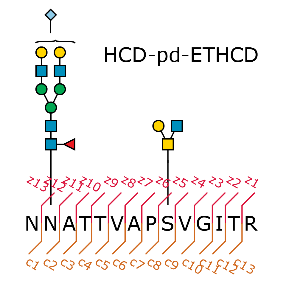 HCD-pd-ETHCD
z13 z12 z11 z10 z9 z8 z7 z6 z5 z4 z3 z2 z1
NNATTVAPSVGITR
c1 c2 c3 c4 c5 c6 c7 c8 c9 c10 c11 c12 c13